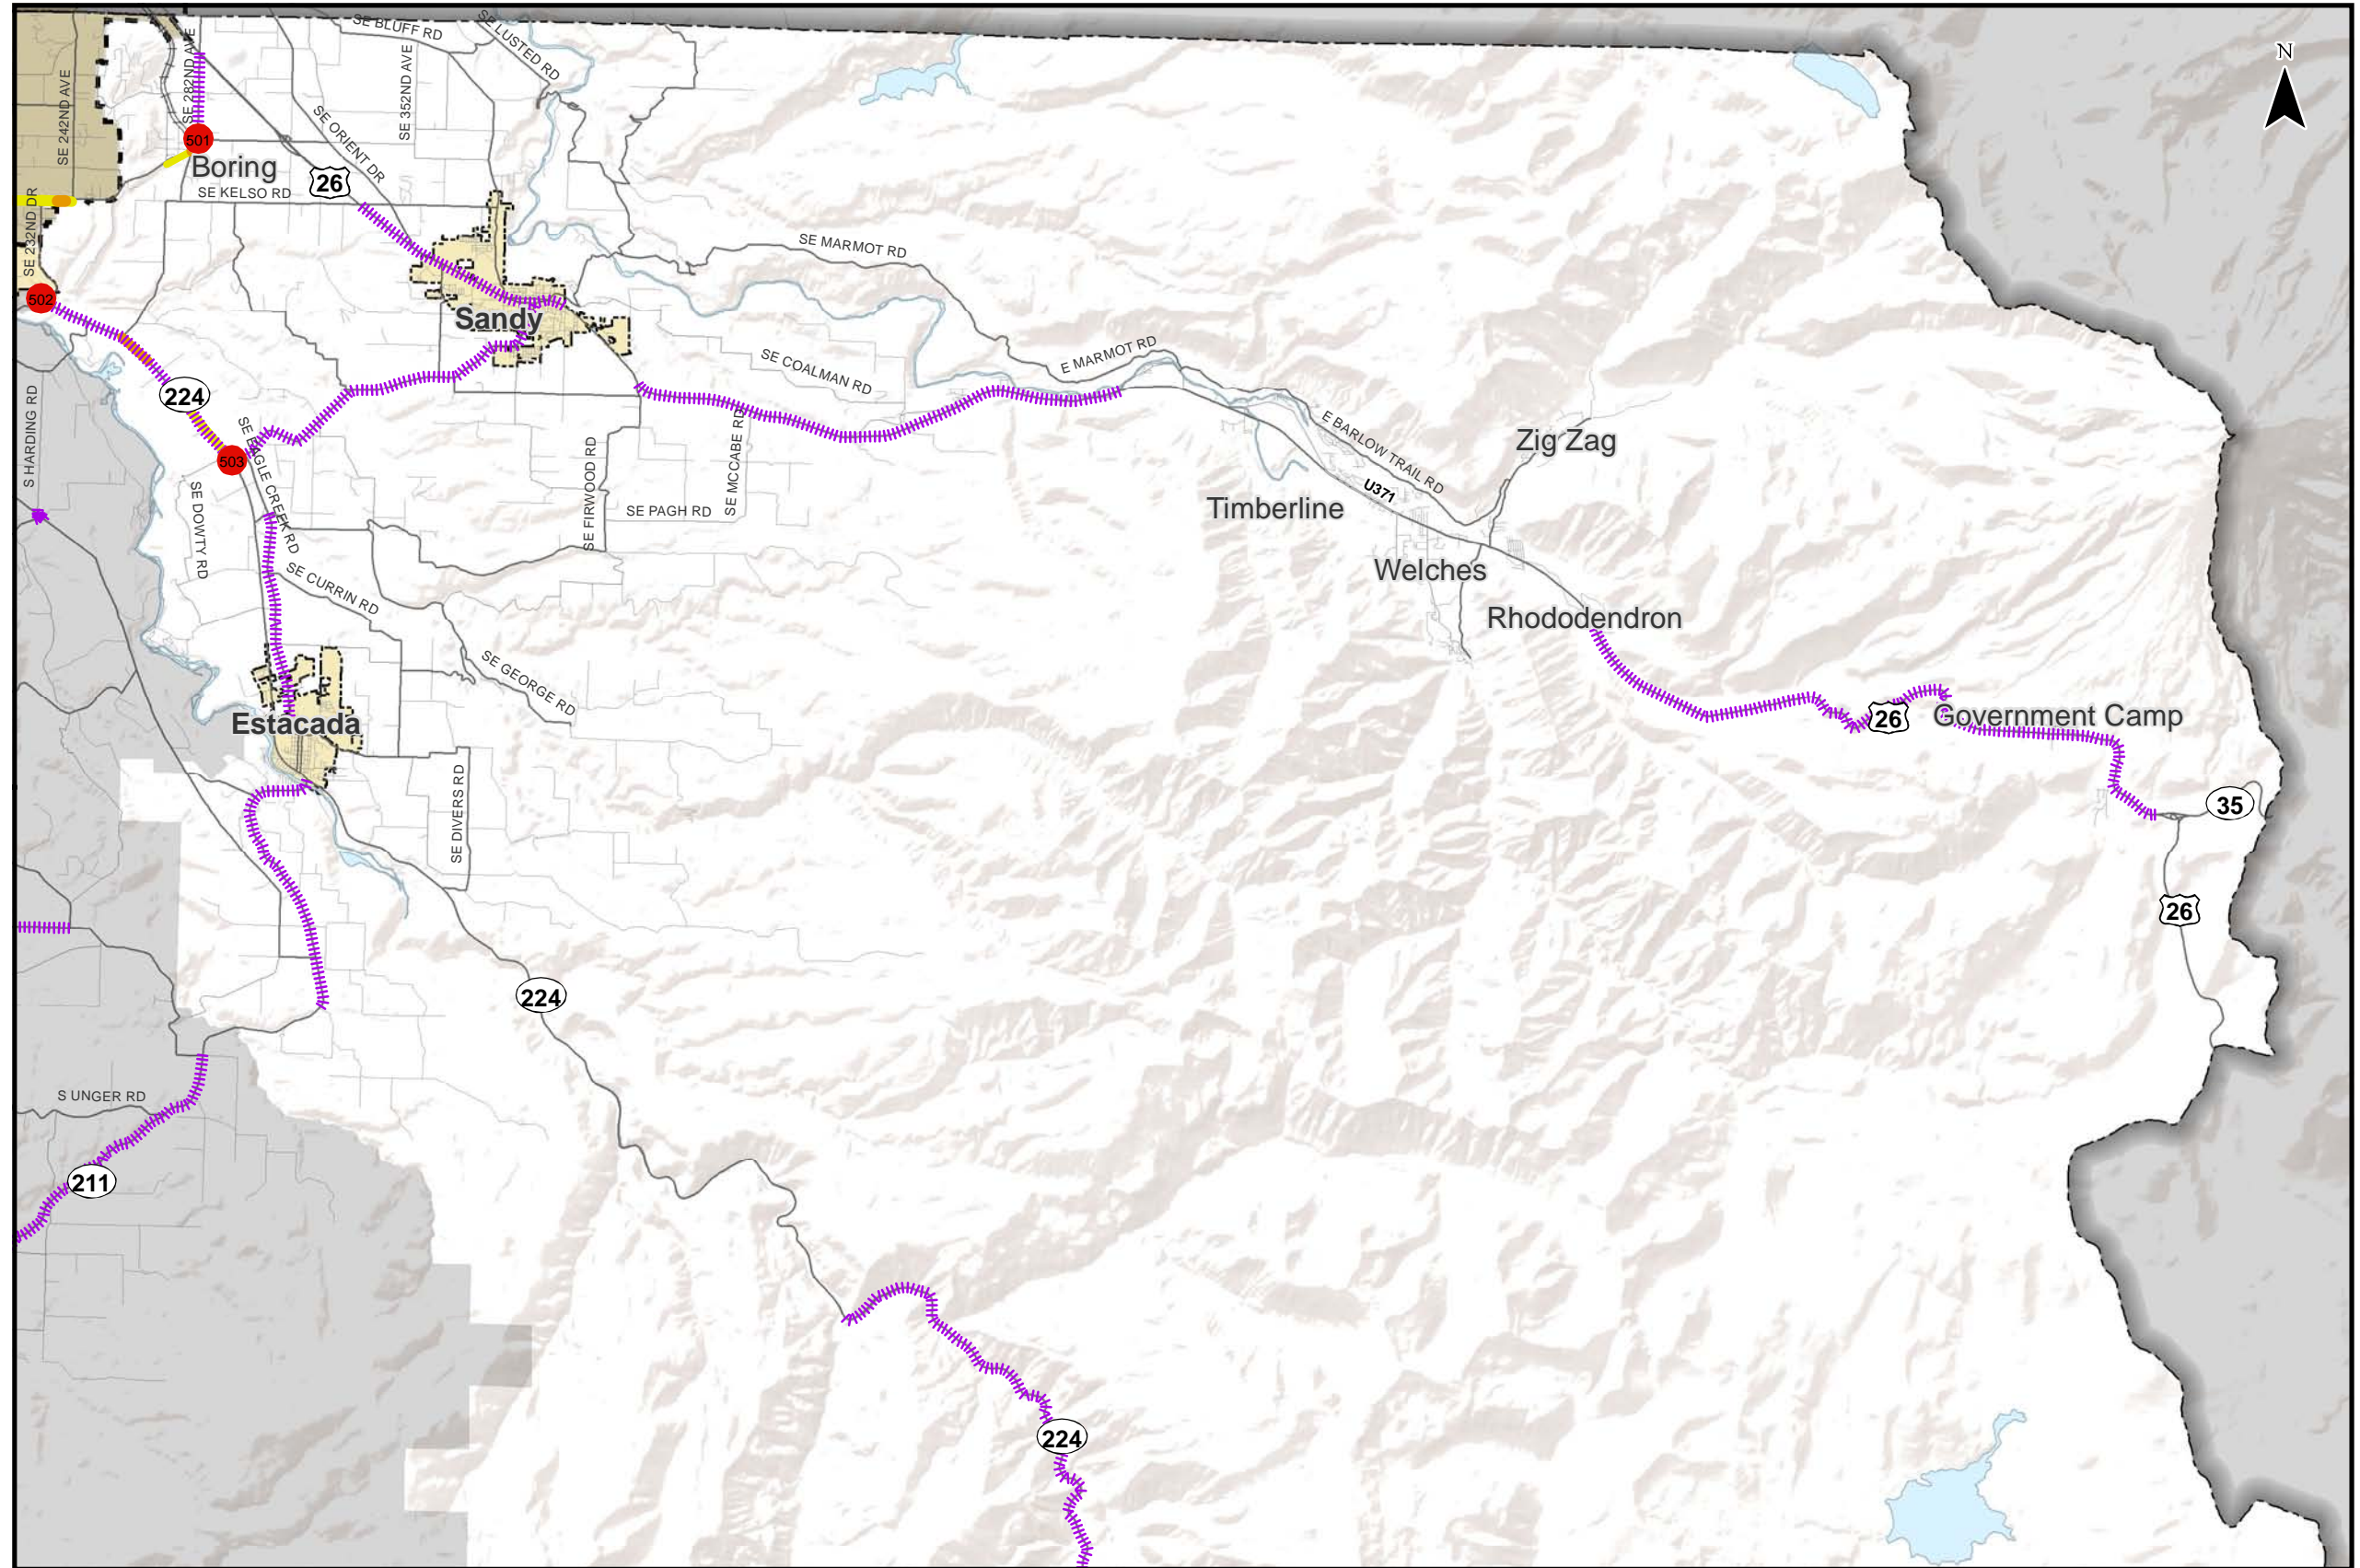 SE BLUFF RD
SE LUSTED RD
N
SE 282ND AVE
SE 352ND AVE
SE 242ND AVE
SE ORIENT DR
501
Boring
26
SE KELSO RD
SE 232ND DR
SE MARMOT RD
502
Sandy
E MARMOT RD
SE COALMAN RD
224
S HARDING RD
SE EAGLE CREEK RD
E BARLOW TRAIL RD
Zig Zag
503
SE FIRWOOD RD
SE MCCABE RD
U371
SE DOWTY RD
SE PAGH RD
Timberline
SE CURRIN RD
Welches
Rhododendron
SE GEORGE RD
Estacada
26
Government Camp
SE DIVERS RD
35
26
224
S UNGER RD
211
224